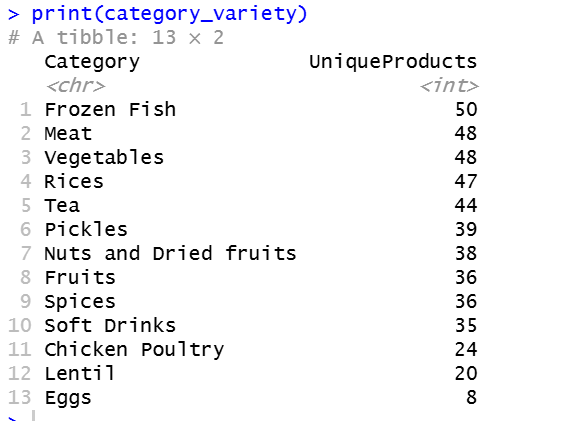 > print(category_variety)
# A tibble: 13 × 2
Category UniqueProducts
<chr> <int>
1 Frozen Fish 50
2 Meat 48
3 Vegetables 48
4 Rices 47
5 Tea 44
6 Pickles 39
7 Nuts and Dried fruits 38
8 Fruits 36
9 Spices 36
10 Soft Drinks 35
11 Chicken Poultry 24
12 Lentil 20
13 Eggs 8
>